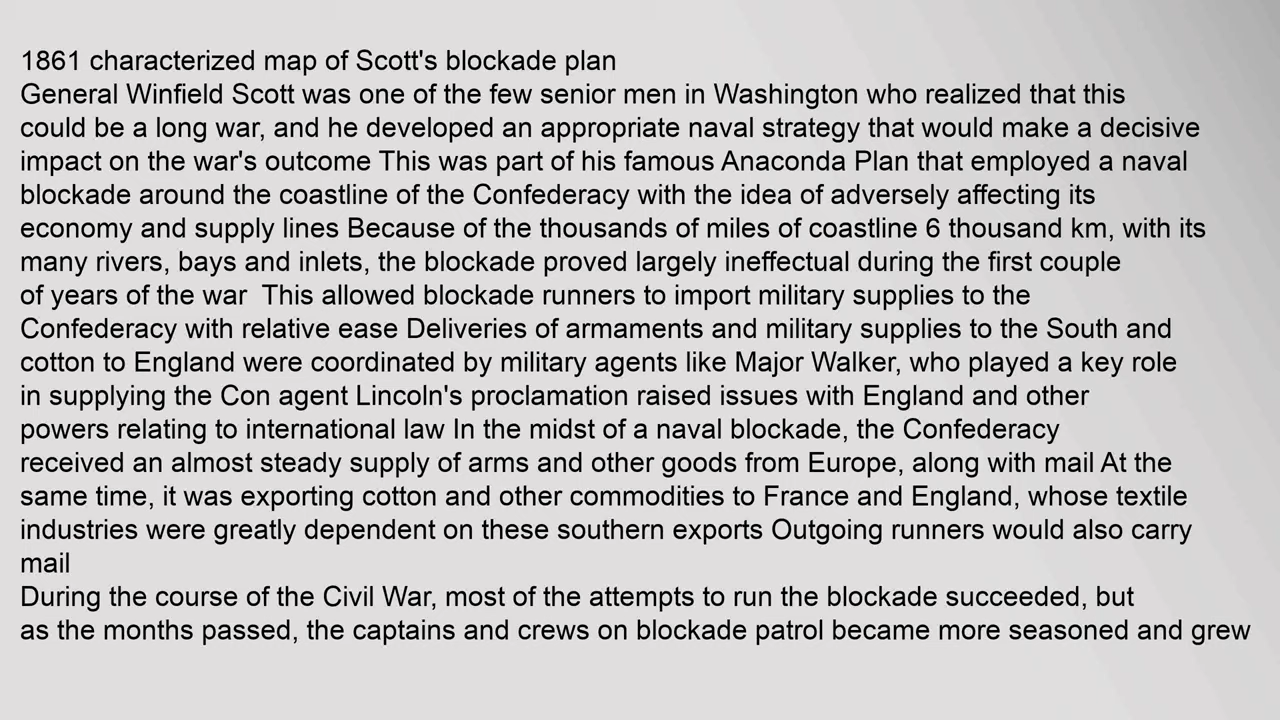 1861 characterized map of Scott's blockade plan
General Winfield Scott was one of the few senior men in Washington who realized that this
could be a long war, and he developed an appropriate naval strategy that would make a decisive
impact on the war's outcome This was part of his famous Anaconda Plan that employed a naval
blockade around the coastline of the Confederacy with the idea of adversely affecting its
economy and supply lines Because of the thousands of miles of coastline 6 thousand km, with its
many rivers, bays and inlets, the blockade proved largely ineffectual during the first couple
of years of the war  This allowed blockade runners to import military supplies to the
Confederacy with relative ease Deliveries of armaments and military supplies to the South and
cotton to England were coordinated by military agents like Major Walker, who played a key role
in supplying the Con agent Lincoln's proclamation raised issues with England and other
powers relating to international law In the midst of a naval blockade, the Confederacy
received an almost steady supply of arms and other goods from Europe, along with mail At the
same time, it was exporting cotton and other commodities to France and England, whose textile
industries were greatly dependent on these southern exports Outgoing runners would also carry
mail
During the course of the Civil War, most of the attempts to run the blockade succeeded, but
as the months passed, the captains and crews on blockade patrol became more seasoned and grew